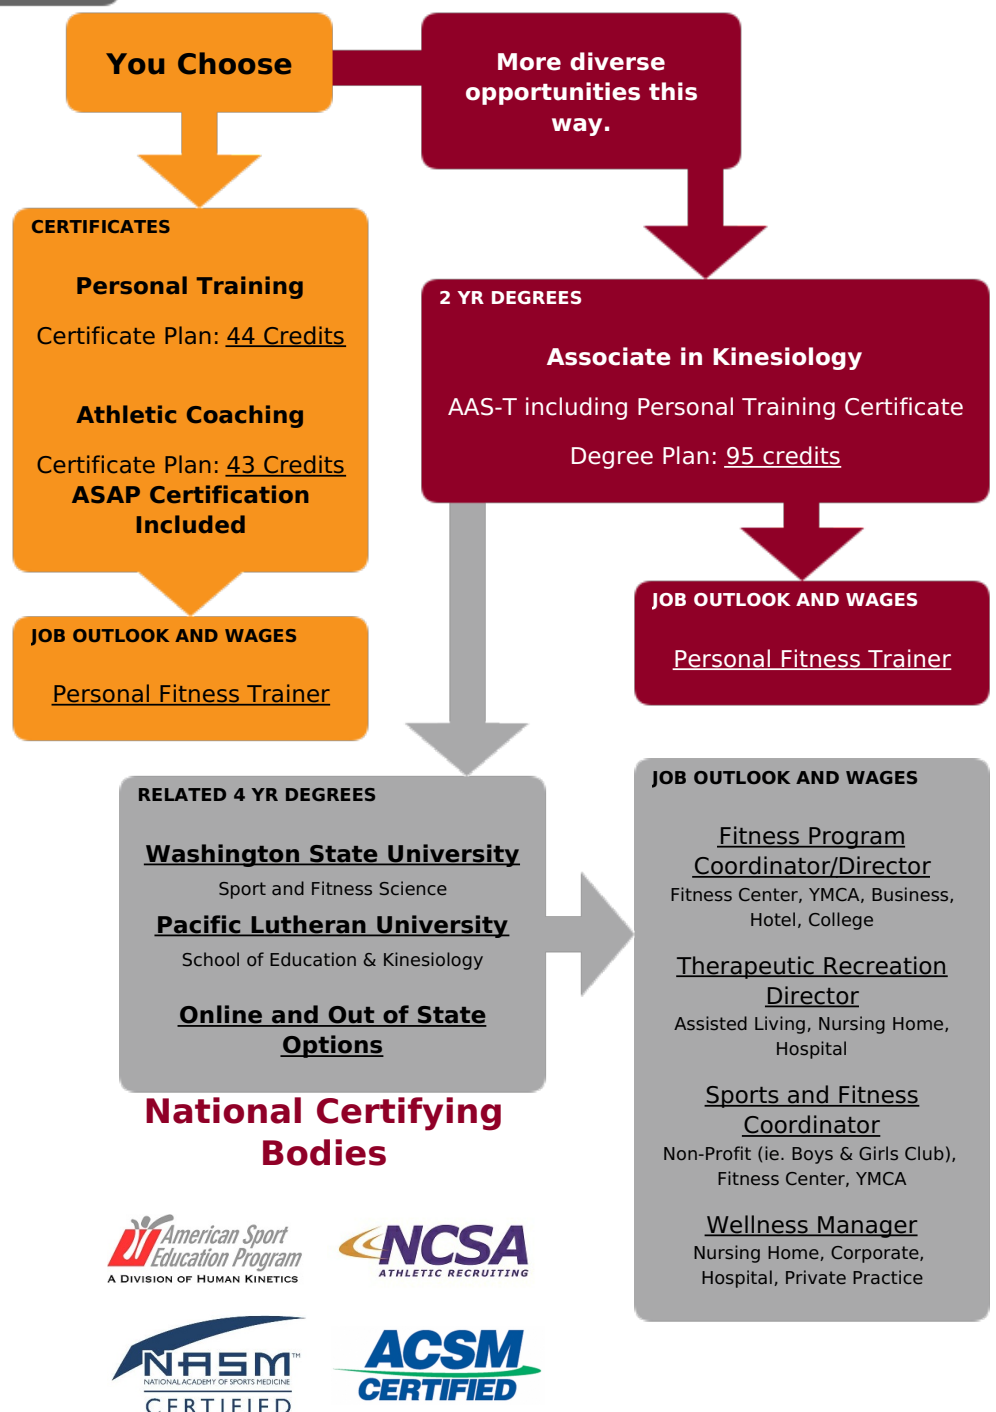 You Choose
More diverse
opportunities this
way.
CERTIFICATES
Personal Training
Certificate Plan: 44 Credits
Athletic Coaching
Certificate Plan: 43 Credits
ASAP Certification
Included
2 YR DEGREES
Associate in Kinesiology
AAS-T including Personal Training Certificate
Degree Plan: 95 credits
JOB OUTLOOK AND WAGES
Personal Fitness Trainer
JOB OUTLOOK AND WAGES
Personal Fitness Trainer
RELATED 4 YR DEGREES
Washington State University
Sport and Fitness Science
Pacific Lutheran University
School of Education & Kinesiology
Online and Out of State
Options
JOB OUTLOOK AND WAGES
Fitness Program
Coordinator/Director
Fitness Center, YMCA, Business,
Hotel, College
Therapeutic Recreation
Director
Assisted Living, Nursing Home,
Hospital
Sports and Fitness
Coordinator
Non-Profit (ie. Boys & Girls Club),
Fitness Center, YMCA
Wellness Manager
Nursing Home, Corporate,
Hospital, Private Practice
National Certifying
Bodies
American Sport
Education Program
A DIVISION OF HUMAN KINETICS
NCSA
ATHLETIC RECRUITING
NASM™
NATIONAL ACADEMY OF SPORTS MEDICINE
CERTIFIED
ACSM
CERTIFIED